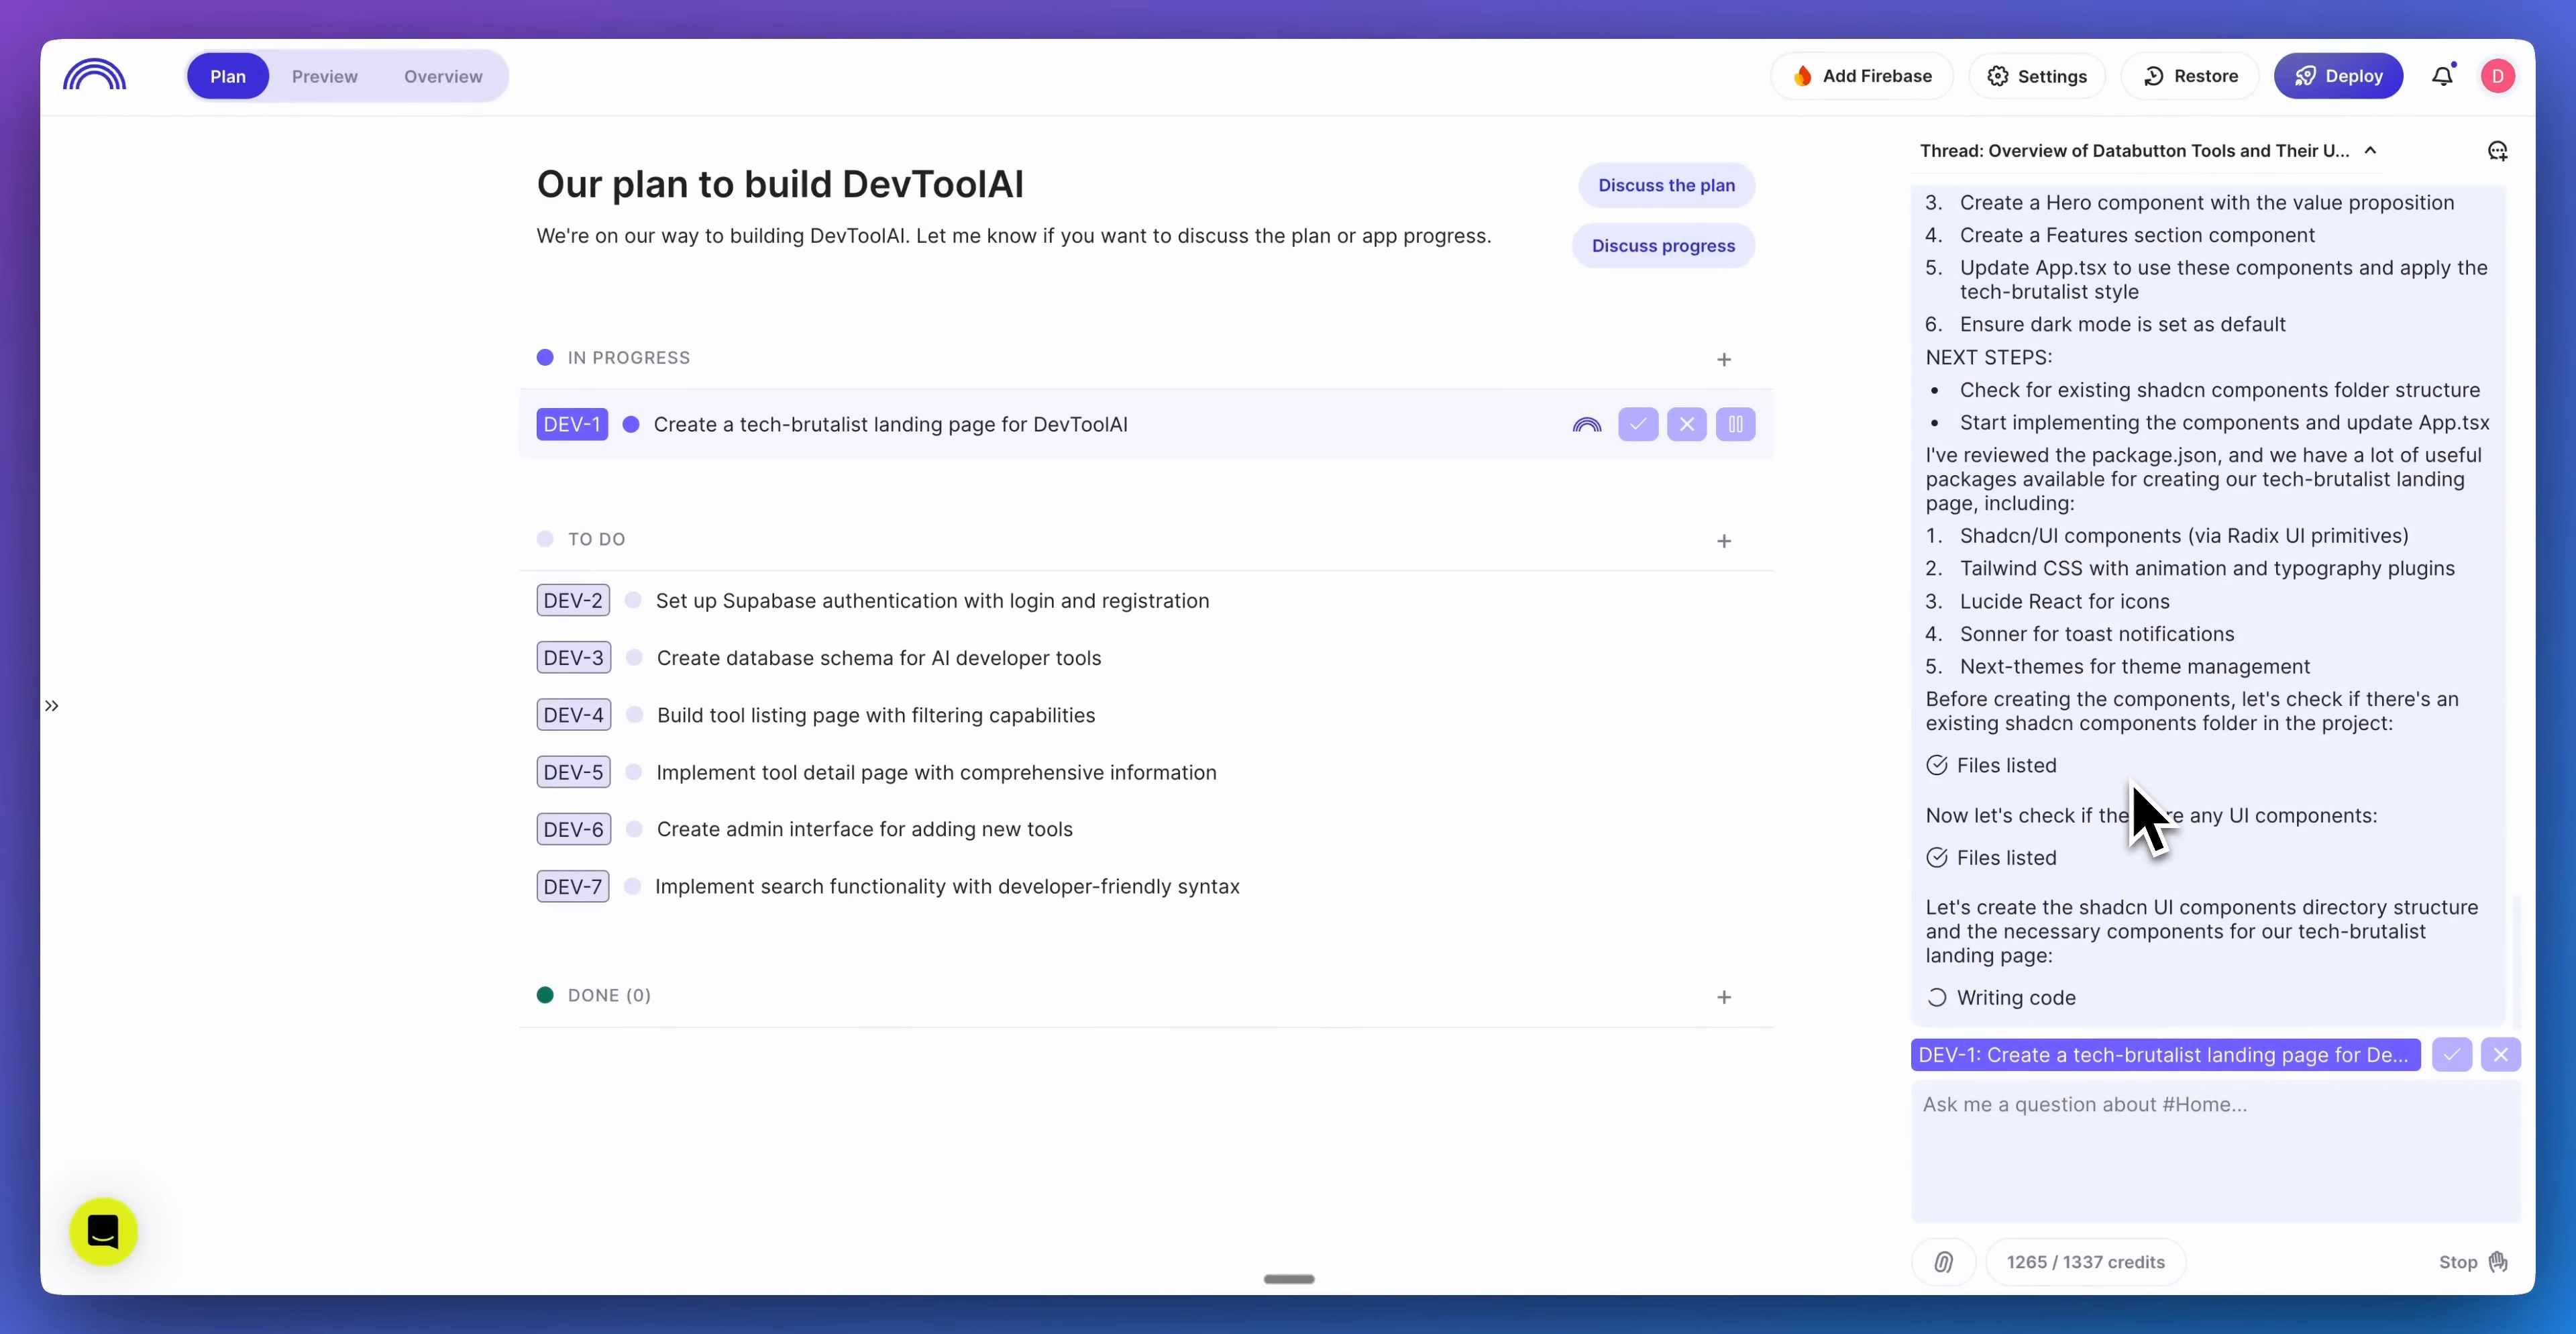 Plan
Preview
Overview
Add Firebase
Settings
Restore
Deploy
D
Our plan to build DevToolAI
We're on our way to building DevToolAI. Let me know if you want to discuss the plan or app progress.
Discuss the plan
Discuss progress
IN PROGRESS
+
DEV-1 Create a tech-brutalist landing page for DevToolAI
TO DO
+
DEV-2 Set up Supabase authentication with login and registration
DEV-3 Create database schema for AI developer tools
DEV-4 Build tool listing page with filtering capabilities
DEV-5 Implement tool detail page with comprehensive information
DEV-6 Create admin interface for adding new tools
DEV-7 Implement search functionality with developer-friendly syntax
DONE (0)
+
Thread: Overview of Databutton Tools and Their U...
3. Create a Hero component with the value proposition
4. Create a Features section component
5. Update App.tsx to use these components and apply the
tech-brutalist style
6. Ensure dark mode is set as default
NEXT STEPS:
• Check for existing shadcn components folder structure
• Start implementing the components and update App.tsx
I've reviewed the package.json, and we have a lot of useful
packages available for creating our tech-brutalist landing
page, including:
1. Shadcn/UI components (via Radix UI primitives)
2. Tailwind CSS with animation and typography plugins
3. Lucide React for icons
4. Sonner for toast notifications
5. Next-themes for theme management
Before creating the components, let's check if there's an
existing shadcn components folder in the project:
Files listed
Now let's check if any UI components:
Files listed
Let's create the shadcn UI components directory structure
and the necessary components for our tech-brutalist
landing page:
Writing code
DEV-1: Create a tech-brutalist landing page for De...
Ask me a question about #Home...
1265 / 1337 credits
Stop